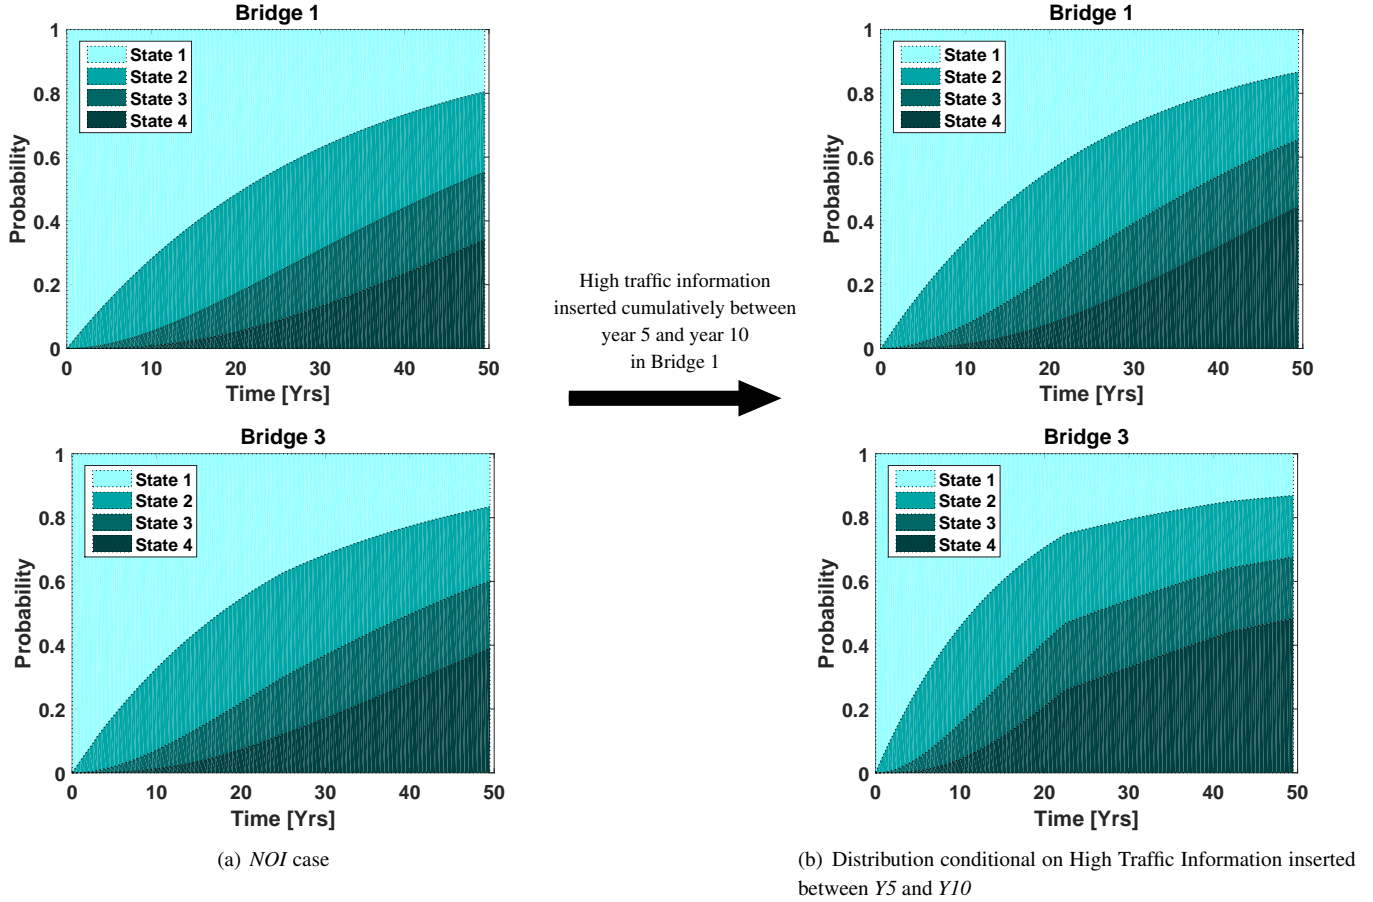 Bridge 1
1
0.8
0.6
0.4
0.2
0
Probability
State 1
State 2
State 3
State 4
0 10 20 30 40 50
Time [Yrs]
Bridge 3
1
0.8
0.6
0.4
0.2
0
Probability
State 1
State 2
State 3
State 4
0 10 20 30 40 50
Time [Yrs]
(a) NOI case
High traffic information
inserted cumulatively between
year 5 and year 10
in Bridge 1
Bridge 1
1
0.8
0.6
0.4
0.2
0
Probability
State 1
State 2
State 3
State 4
0 10 20 30 40 50
Time [Yrs]
Bridge 3
1
0.8
0.6
0.4
0.2
0
Probability
State 1
State 2
State 3
State 4
0 10 20 30 40 50
Time [Yrs]
(b) Distribution conditional on High Traffic Information inserted
between Y5 and Y10